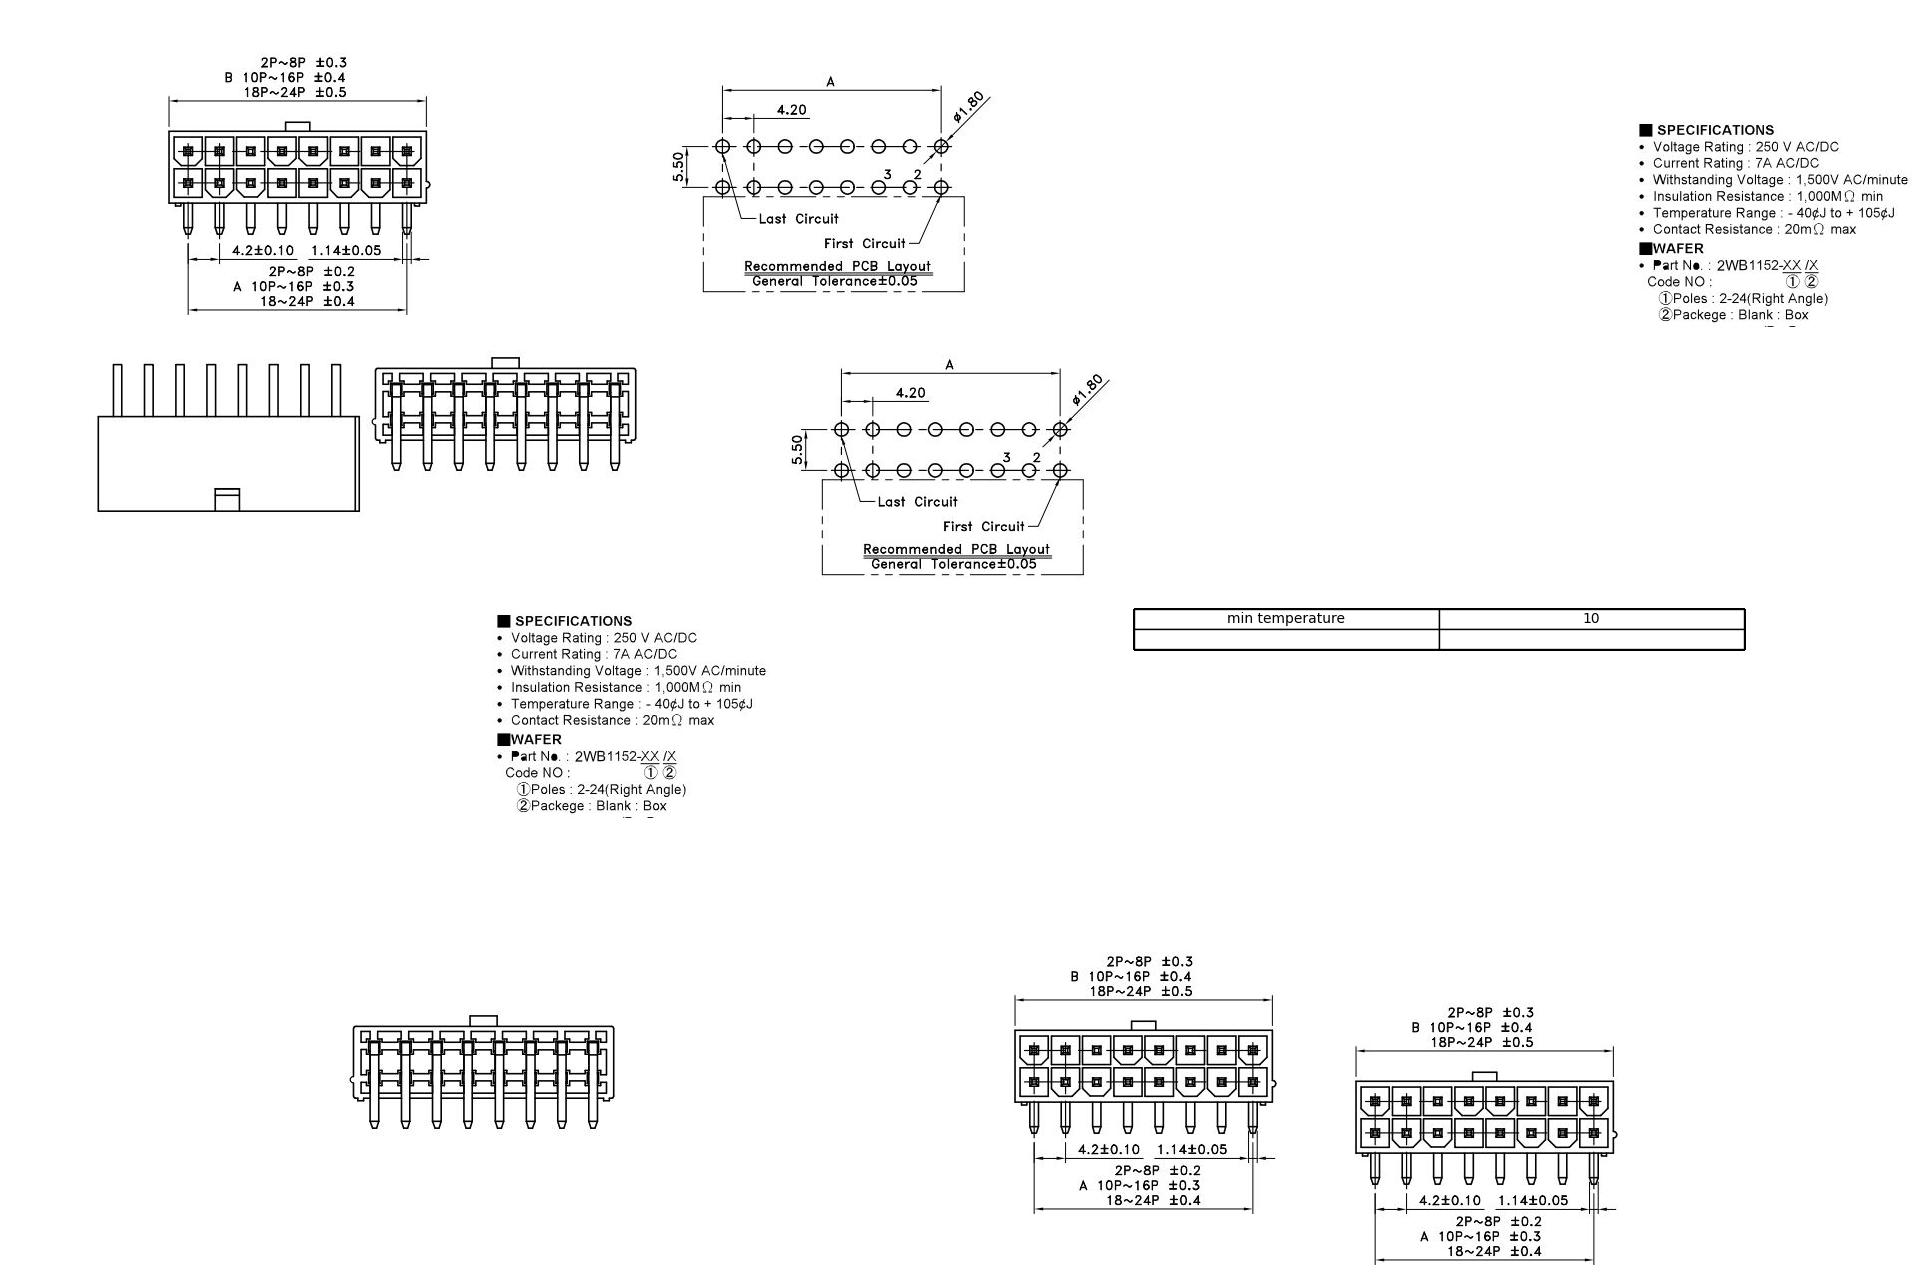 2P~8P ±0.3
B 10P~16P ±0.4
18P~24P ±0.5
4.2±0.10 1.14±0.05
2P~8P ±0.2
A 10P~16P ±0.3
18~24P ±0.4
A
4.20
ø1.80
5.50
3 2
Last Circuit
First Circuit
Recommended PCB Layout
General Tolerance±0.05
■ SPECIFICATIONS
• Voltage Rating : 250 V AC/DC
• Current Rating : 7A AC/DC
• Withstanding Voltage : 1,500V AC/minute
• Insulation Resistance : 1,000MΩ min
• Temperature Range : - 40¢J to + 105¢J
• Contact Resistance : 20mΩ max
■WAFER
• Part No. : 2WB1152-XX /X
Code NO : ① ②
①Poles : 2-24(Right Angle)
②Packege : Blank : Box
A
4.20
ø1.80
5.50
3 2
Last Circuit
First Circuit
Recommended PCB Layout
General Tolerance±0.05
■ SPECIFICATIONS
• Voltage Rating : 250 V AC/DC
• Current Rating : 7A AC/DC
• Withstanding Voltage : 1,500V AC/minute
• Insulation Resistance : 1,000MΩ min
• Temperature Range : - 40¢J to + 105¢J
• Contact Resistance : 20mΩ max
■WAFER
• Part No. : 2WB1152-XX /X
Code NO : ① ②
①Poles : 2-24(Right Angle)
②Packege : Blank : Box
min temperature 10
2P~8P ±0.3
B 10P~16P ±0.4
18P~24P ±0.5
4.2±0.10 1.14±0.05
2P~8P ±0.2
A 10P~16P ±0.3
18~24P ±0.4
2P~8P ±0.3
B 10P~16P ±0.4
18P~24P ±0.5
4.2±0.10 1.14±0.05
2P~8P ±0.2
A 10P~16P ±0.3
18~24P ±0.4